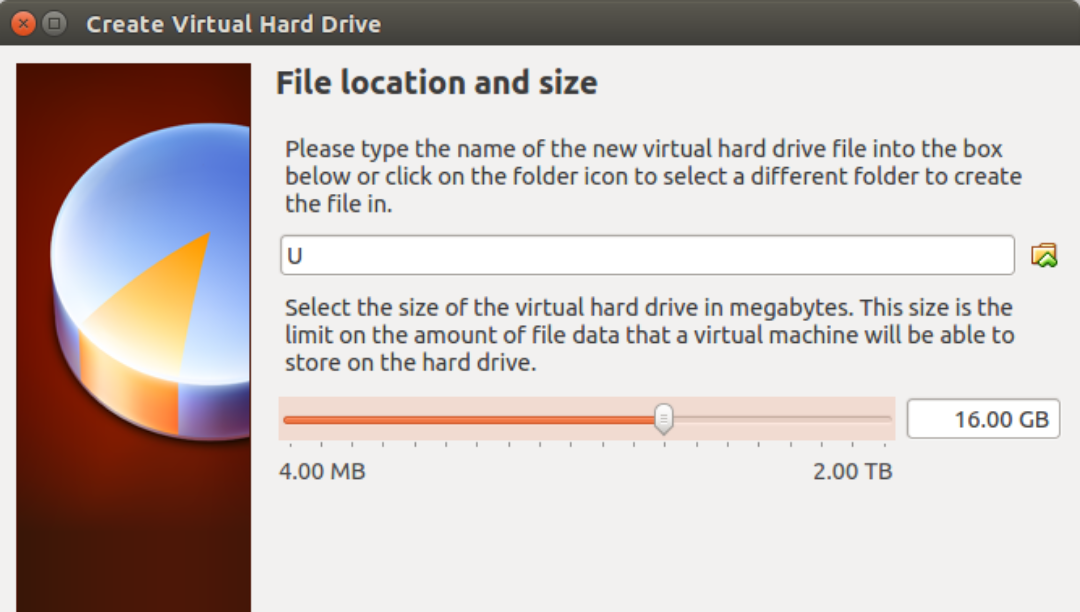 Create Virtual Hard Drive
File location and size
Please type the name of the new virtual hard drive file into the box
below or click on the folder icon to select a different folder to create
the file in.
U
Select the size of the virtual hard drive in megabytes. This size is the
limit on the amount of file data that a virtual machine will be able to
store on the hard drive.
16.00 GB
4.00 MB 2.00 TB